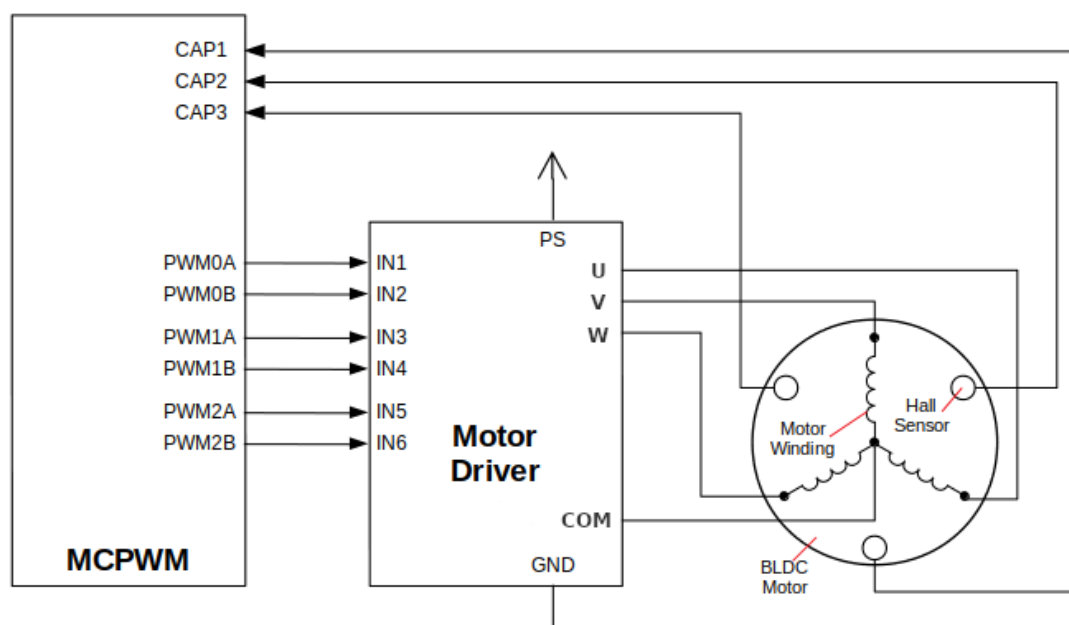 CAP1
CAP2
CAP3
PWM0A
PWM0B
PWM1A
PWM1B
PWM2A
PWM2B
MCPWM
PS
IN1
IN2
IN3
IN4
IN5
IN6
U
V
W
Motor
Driver
COM
GND
Hall
Sensor
Motor
Winding
BLDC
Motor